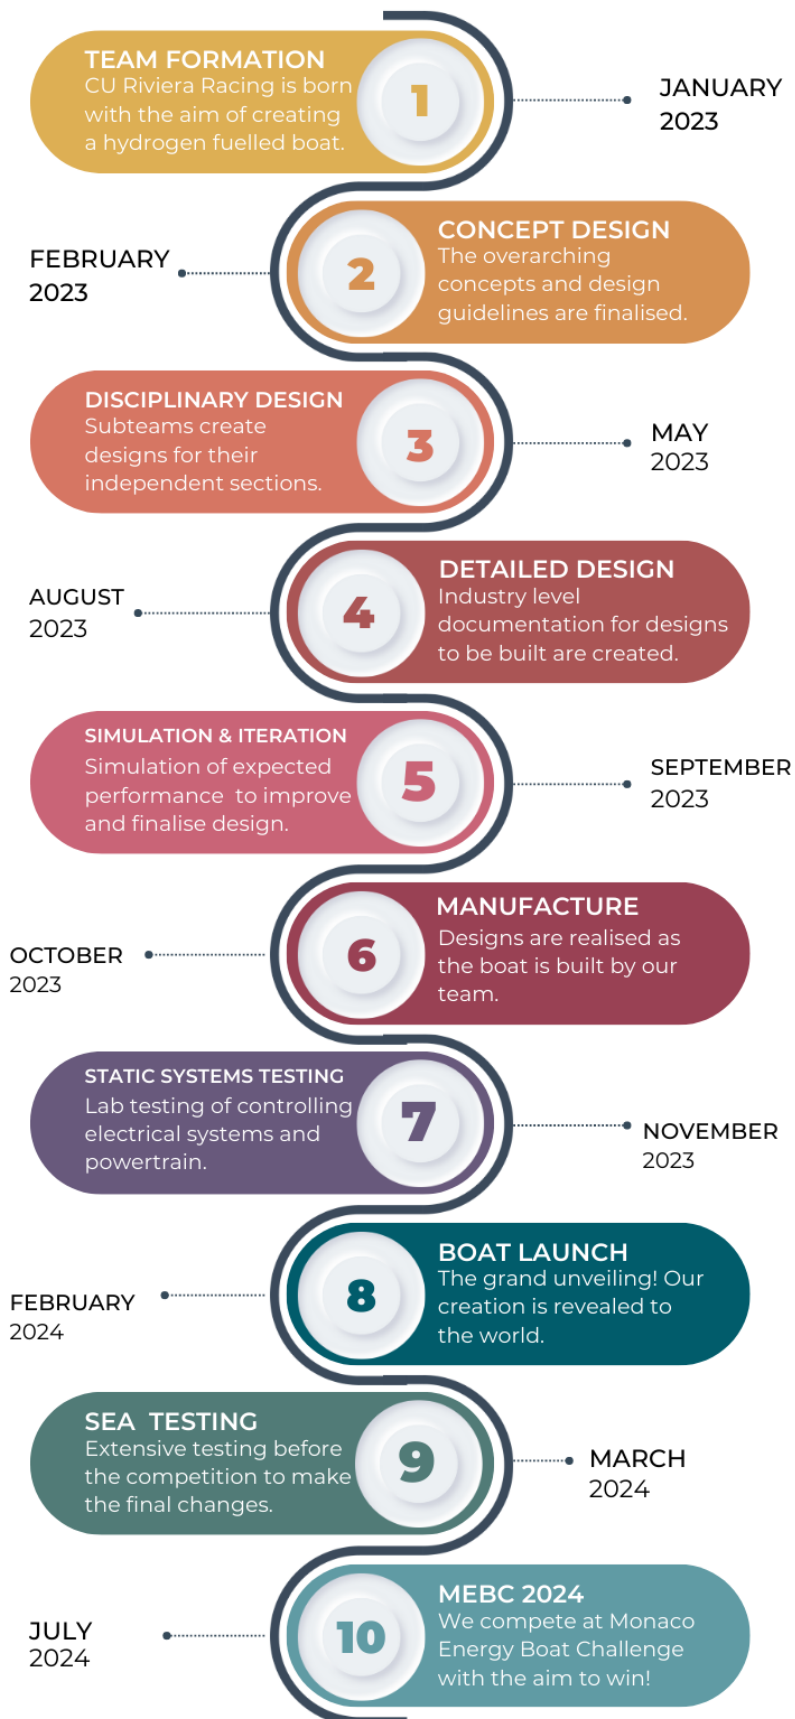 TEAM FORMATION
CU Riviera Racing is born
with the aim of creating
a hydrogen fuelled boat.
1
JANUARY
2023
FEBRUARY
2023
2
CONCEPT DESIGN
The overarching
concepts and design
guidelines are finalised.
DISCIPLINARY DESIGN
Subteams create
designs for their
independent sections.
3
MAY
2023
AUGUST
2023
4
DETAILED DESIGN
Industry level
documentation for designs
to be built are created.
SIMULATION & ITERATION
Simulation of expected
performance  to improve
and finalise design.
5
SEPTEMBER
2023
OCTOBER
2023
6
MANUFACTURE
Designs are realised as
the boat is built by our
team.
STATIC SYSTEMS TESTING
Lab testing of controlling
electrical systems and
powertrain.
7
NOVEMBER
2023
FEBRUARY
2024
8
BOAT LAUNCH
The grand unveiling! Our
creation is revealed to
the world.
SEA  TESTING
Extensive testing before
the competition to make
the final changes.
9
MARCH
2024
JULY
2024
10
MEBC 2024
We compete at Monaco
Energy Boat Challenge
with the aim to win!